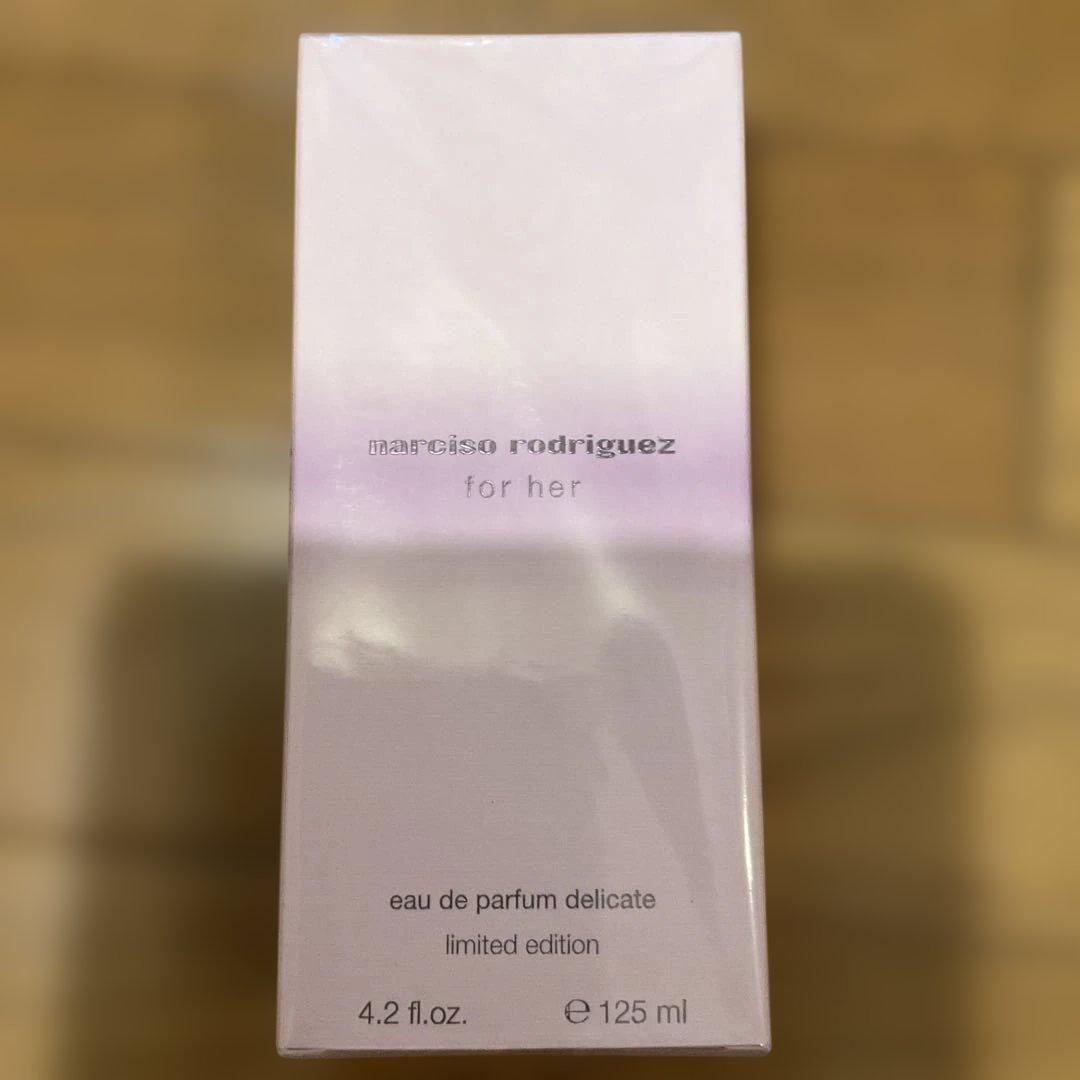 narciso rodriguez
for her
eau de parfum delicate
limited edition
4.2 fl.oz. ℮ 125 ml